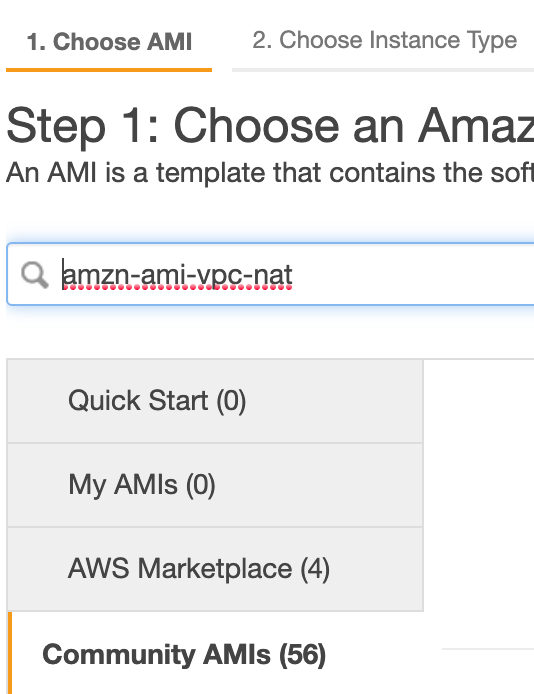 1. Choose AMI 2. Choose Instance Type
Step 1: Choose an Amaz
An AMI is a template that contains the soft
amzn-ami-vpc-nat
Quick Start (0)
My AMIs (0)
AWS Marketplace (4)
Community AMIs (56)